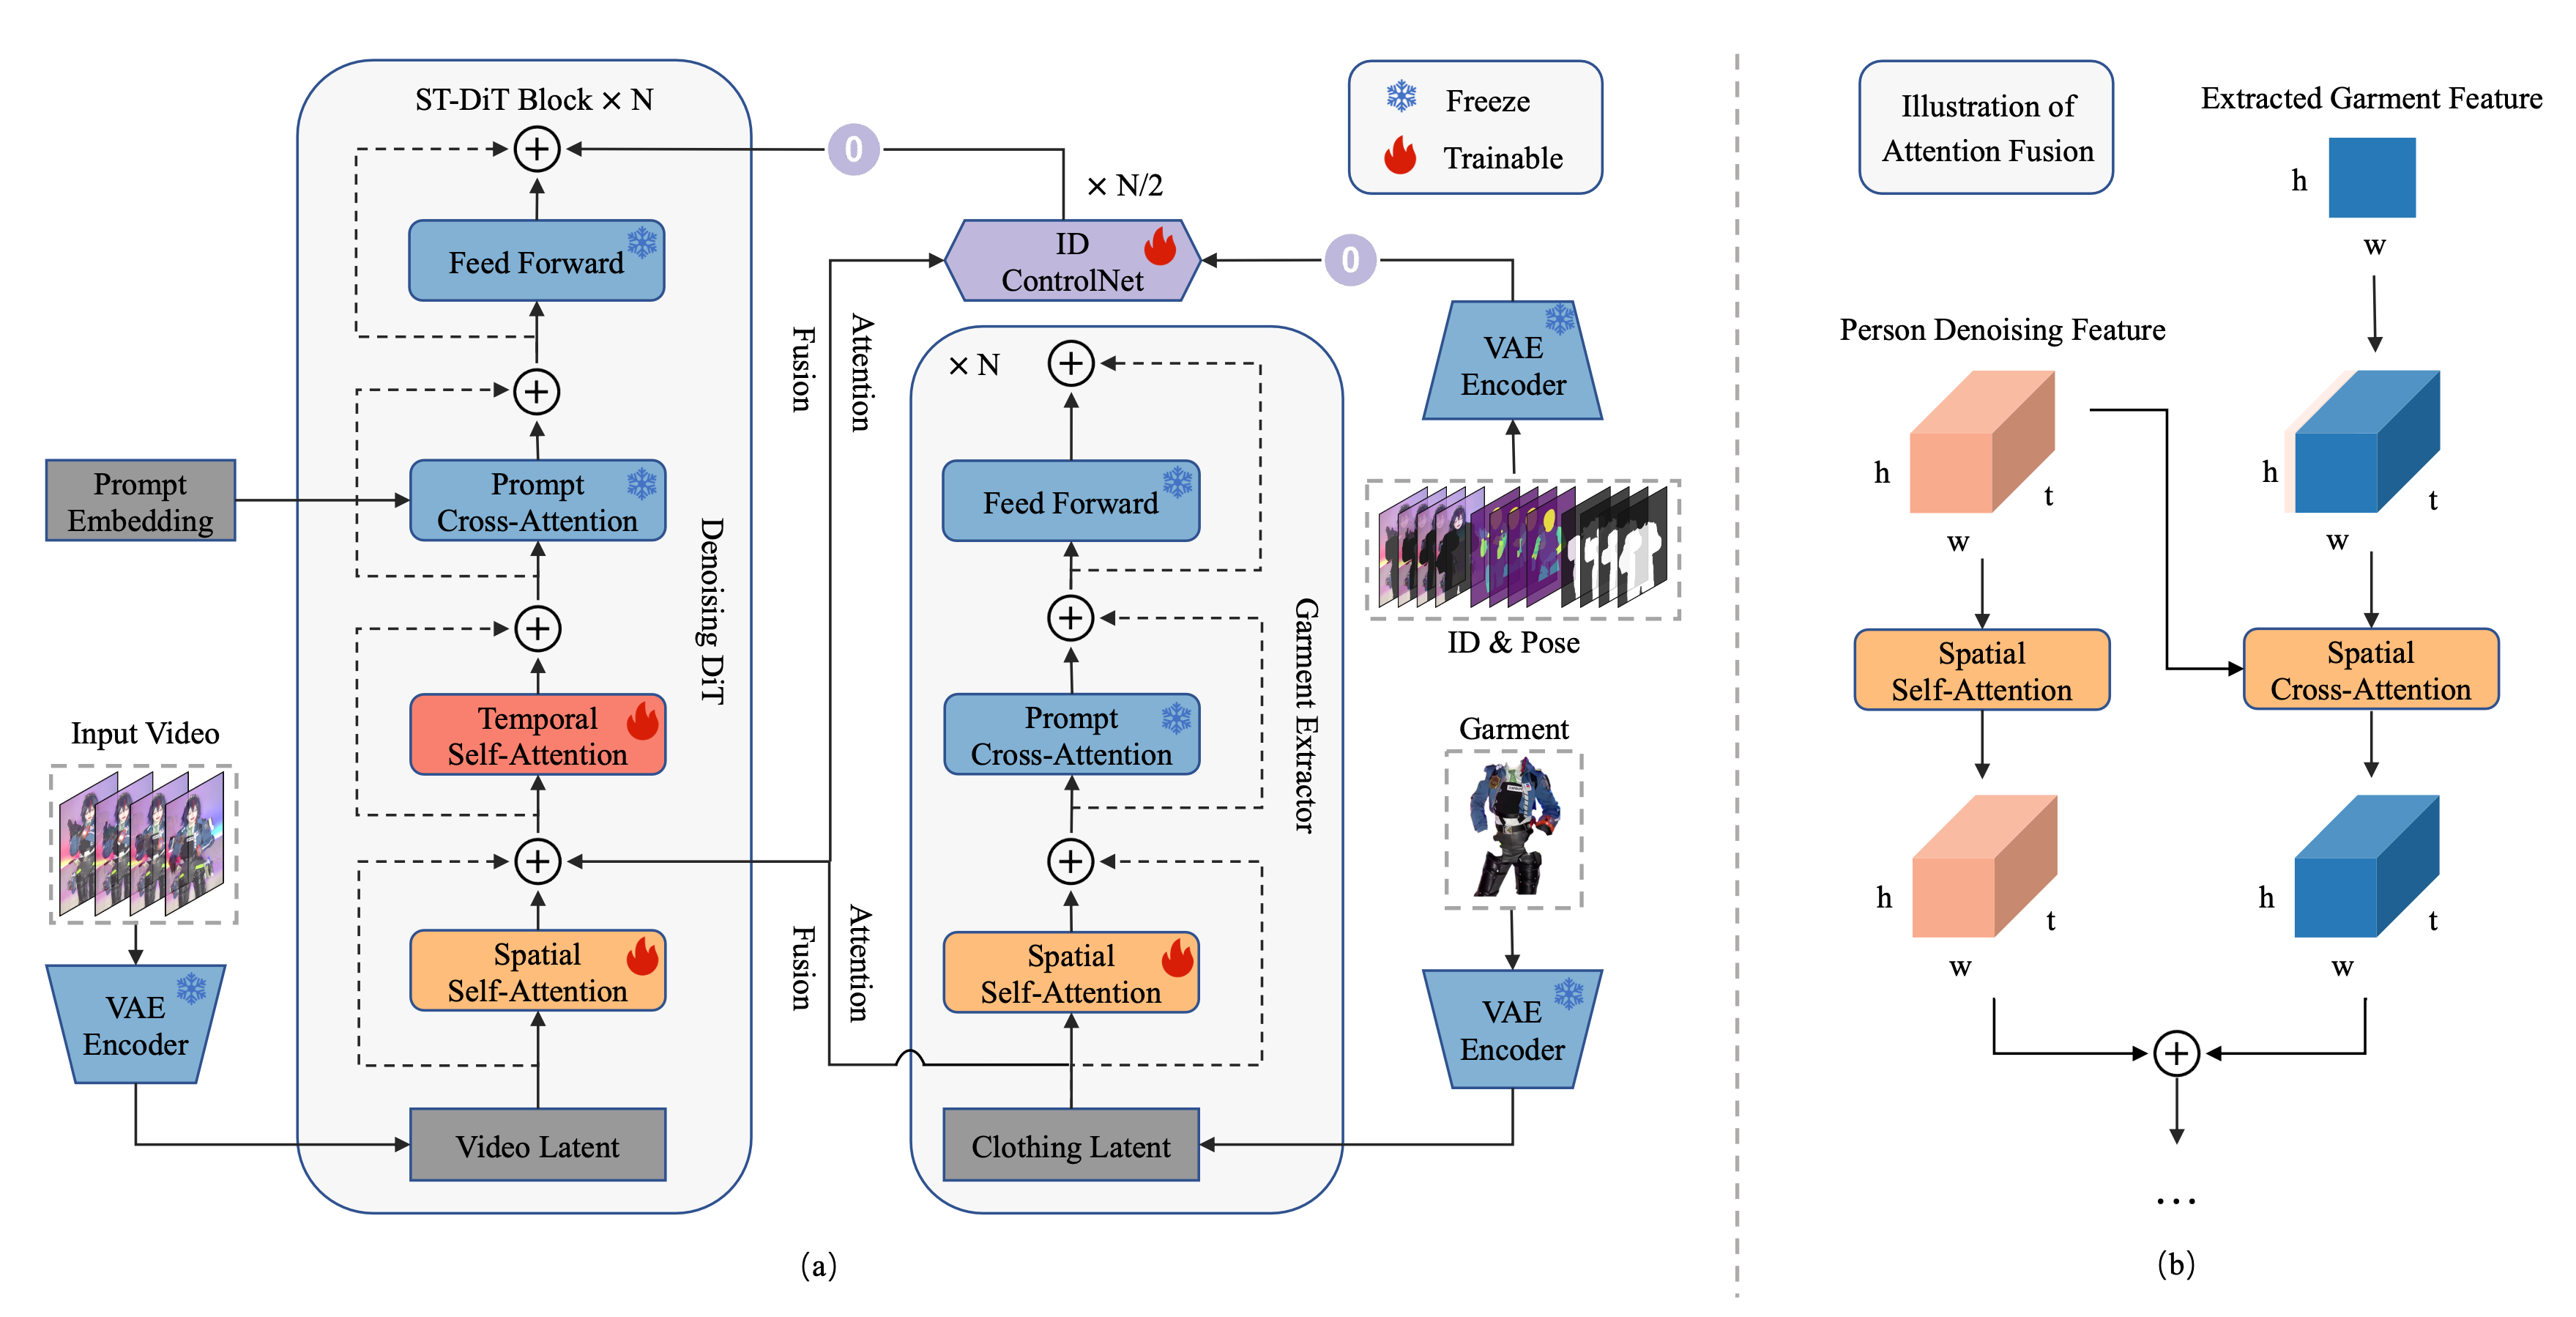 ST-DiT Block × N
0
× N/2
Freeze
Trainable
Feed Forward
ID
ControlNet
0
VAE
Encoder
Attention
Fusion
× N
Prompt
Embedding
Prompt
Cross-Attention
Denoising DiT
Feed Forward
ID & Pose
Garment Extractor
Input Video
Temporal
Self-Attention
Prompt
Cross-Attention
Garment
VAE
Encoder
Spatial
Self-Attention
Attention
Fusion
Spatial
Self-Attention
VAE
Encoder
Video Latent
Clothing Latent
(a)
Illustration of
Attention Fusion
Extracted Garment Feature
h
w
Person Denoising Feature
h
t
w
h
t
w
Spatial
Self-Attention
Spatial
Cross-Attention
h
t
w
h
t
w
...
(b)